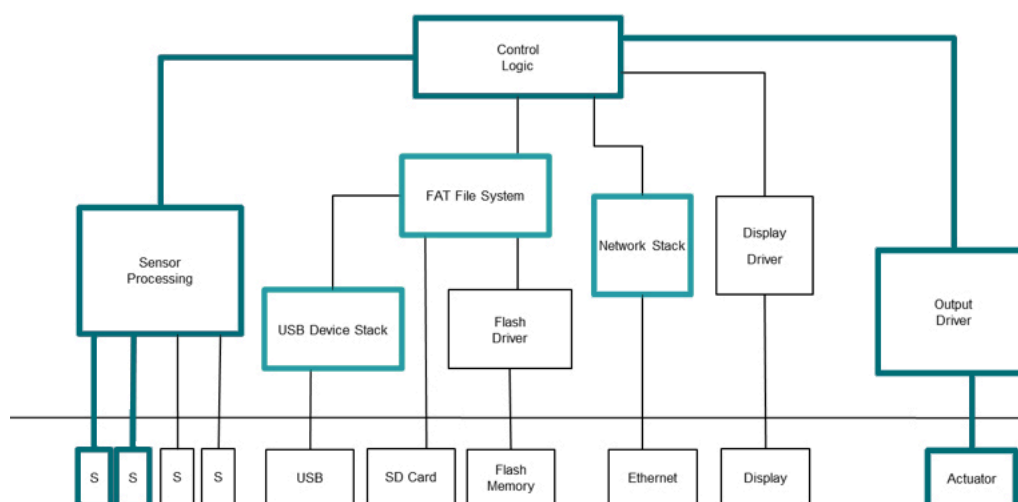 Control
Logic
FAT File System
Network Stack
Display
Driver
Sensor
Processing
USB Device Stack
Flash
Driver
Output
Driver
S
S
S
S
USB
SD Card
Flash
Memory
Ethernet
Display
Actuator